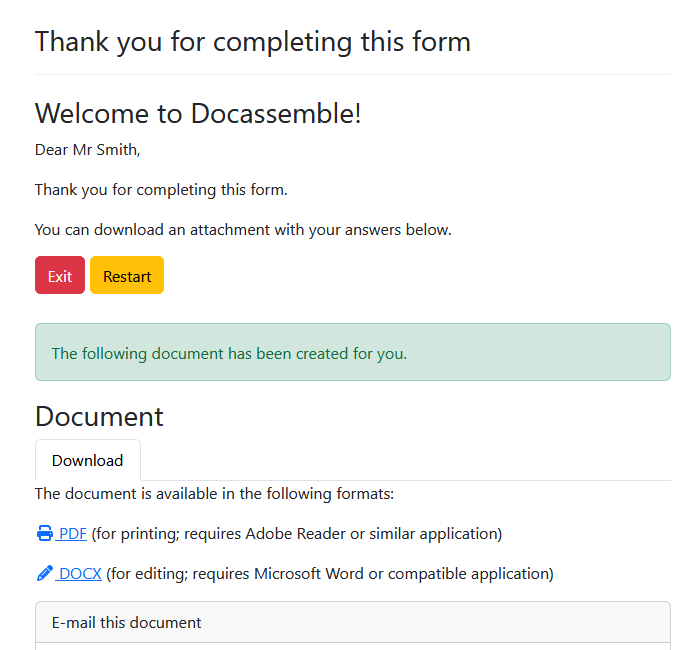 Thank you for completing this form
Welcome to Docassemble!
Dear Mr Smith,
Thank you for completing this form.
You can download an attachment with your answers below.
Exit Restart
The following document has been created for you.
Document
Download
The document is available in the following formats:
PDF (for printing; requires Adobe Reader or similar application)
DOCX (for editing; requires Microsoft Word or compatible application)
E-mail this document